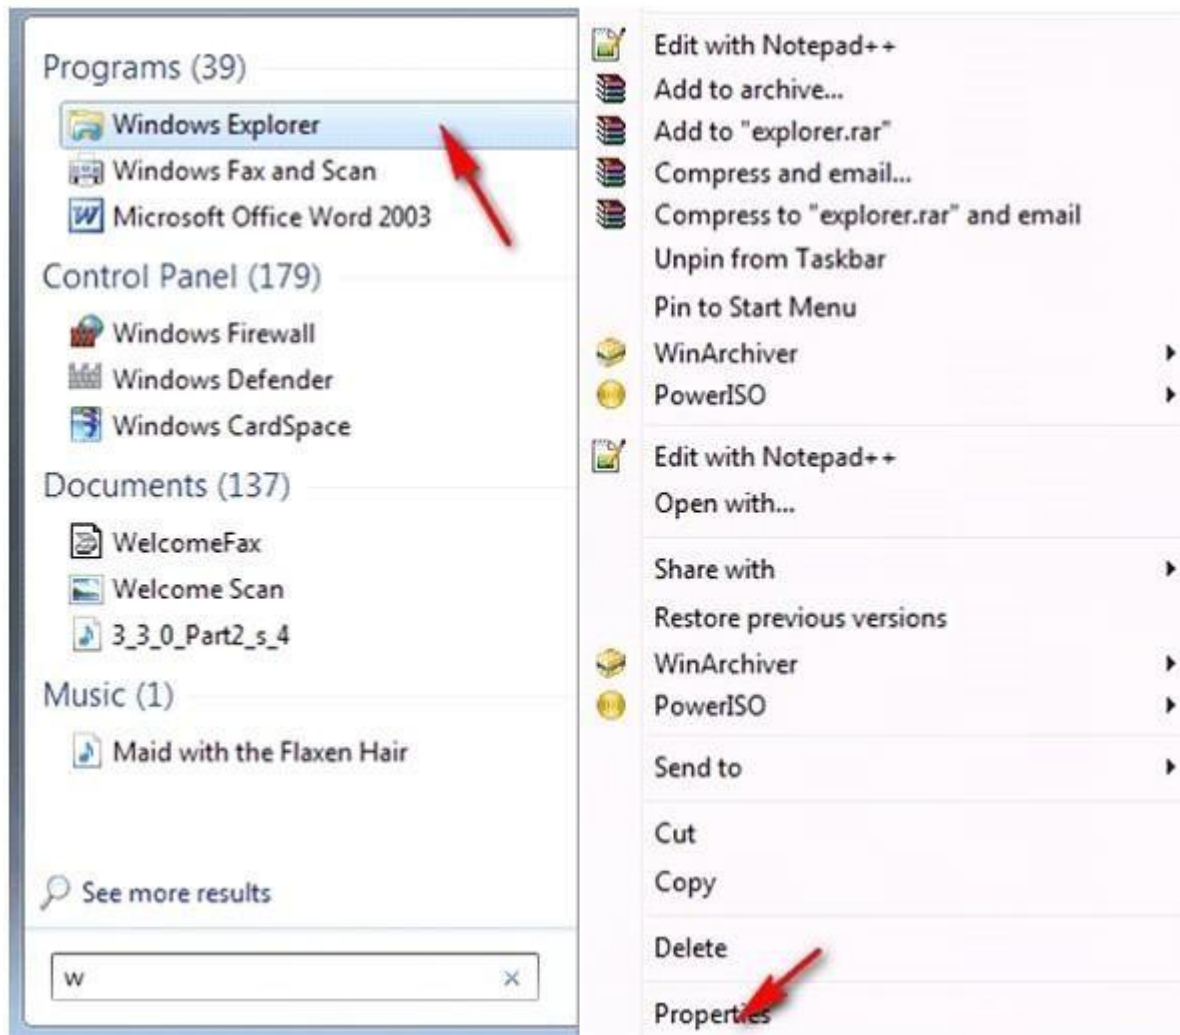 Programs (39)
Windows Explorer
Windows Fax and Scan
Microsoft Office Word 2003
Control Panel (179)
Windows Firewall
Windows Defender
Windows CardSpace
Documents (137)
WelcomeFax
Welcome Scan
3_3_0_Part2_s_4
Music (1)
Maid with the Flaxen Hair
See more results
w
Edit with Notepad++
Add to archive...
Add to "explorer.rar"
Compress and email...
Compress to "explorer.rar" and email
Unpin from Taskbar
Pin to Start Menu
WinArchiver
PowerISO
Edit with Notepad++
Open with...
Share with
Restore previous versions
WinArchiver
PowerISO
Send to
Cut
Copy
Delete
Properties